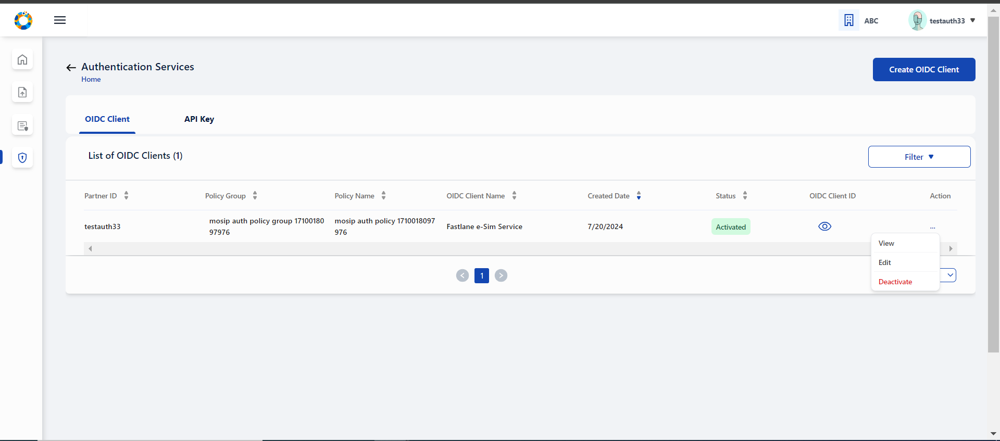 ABC
testauth33
Authentication Services
Home
Create OIDC Client
OIDC Client
API Key
List of OIDC Clients (1)
Filter
Partner ID
Policy Group
Policy Name
OIDC Client Name
Created Date
Status
OIDC Client ID
Action
testauth33
mosip auth policy group 17100180
97976
mosip auth policy 1710018097
976
Fastlane e-Sim Service
7/20/2024
Activated
...
View
Edit
Deactivate
< 1 >